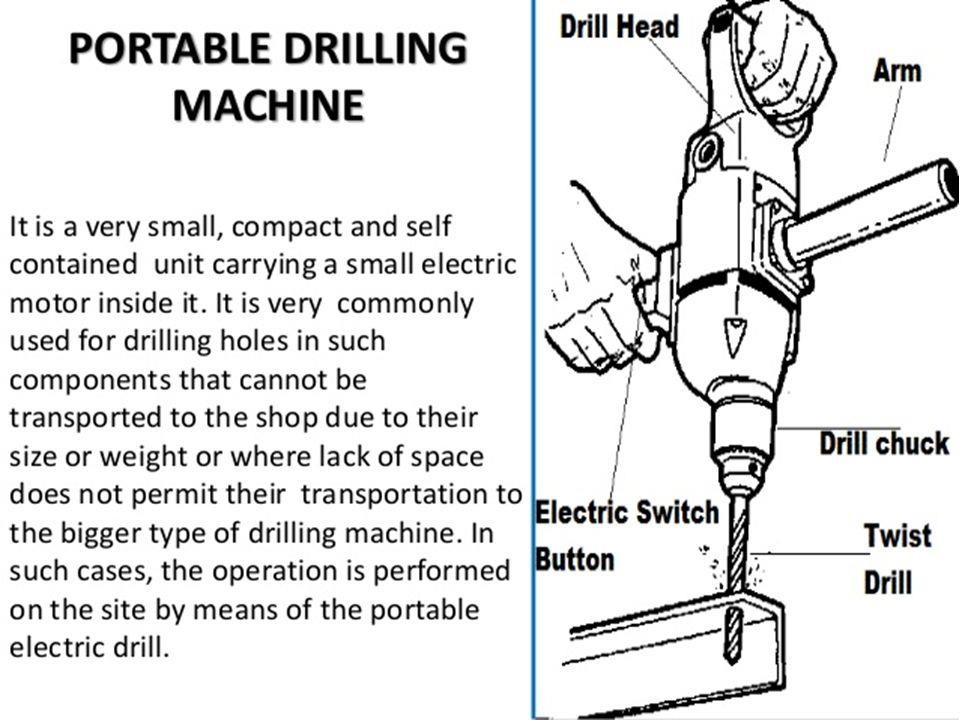 PORTABLE DRILLING
MACHINE
It is a very small, compact and self
contained unit carrying a small electric
motor inside it. It is very commonly
used for drilling holes in such
components that cannot be
transported to the shop due to their
size or weight or where lack of space
does not permit their transportation to
the bigger type of drilling machine. In
such cases, the operation is performed
on the site by means of the portable
electric drill.
Drill Head
Arm
Drill chuck
Electric Switch
Button
Twist
Drill